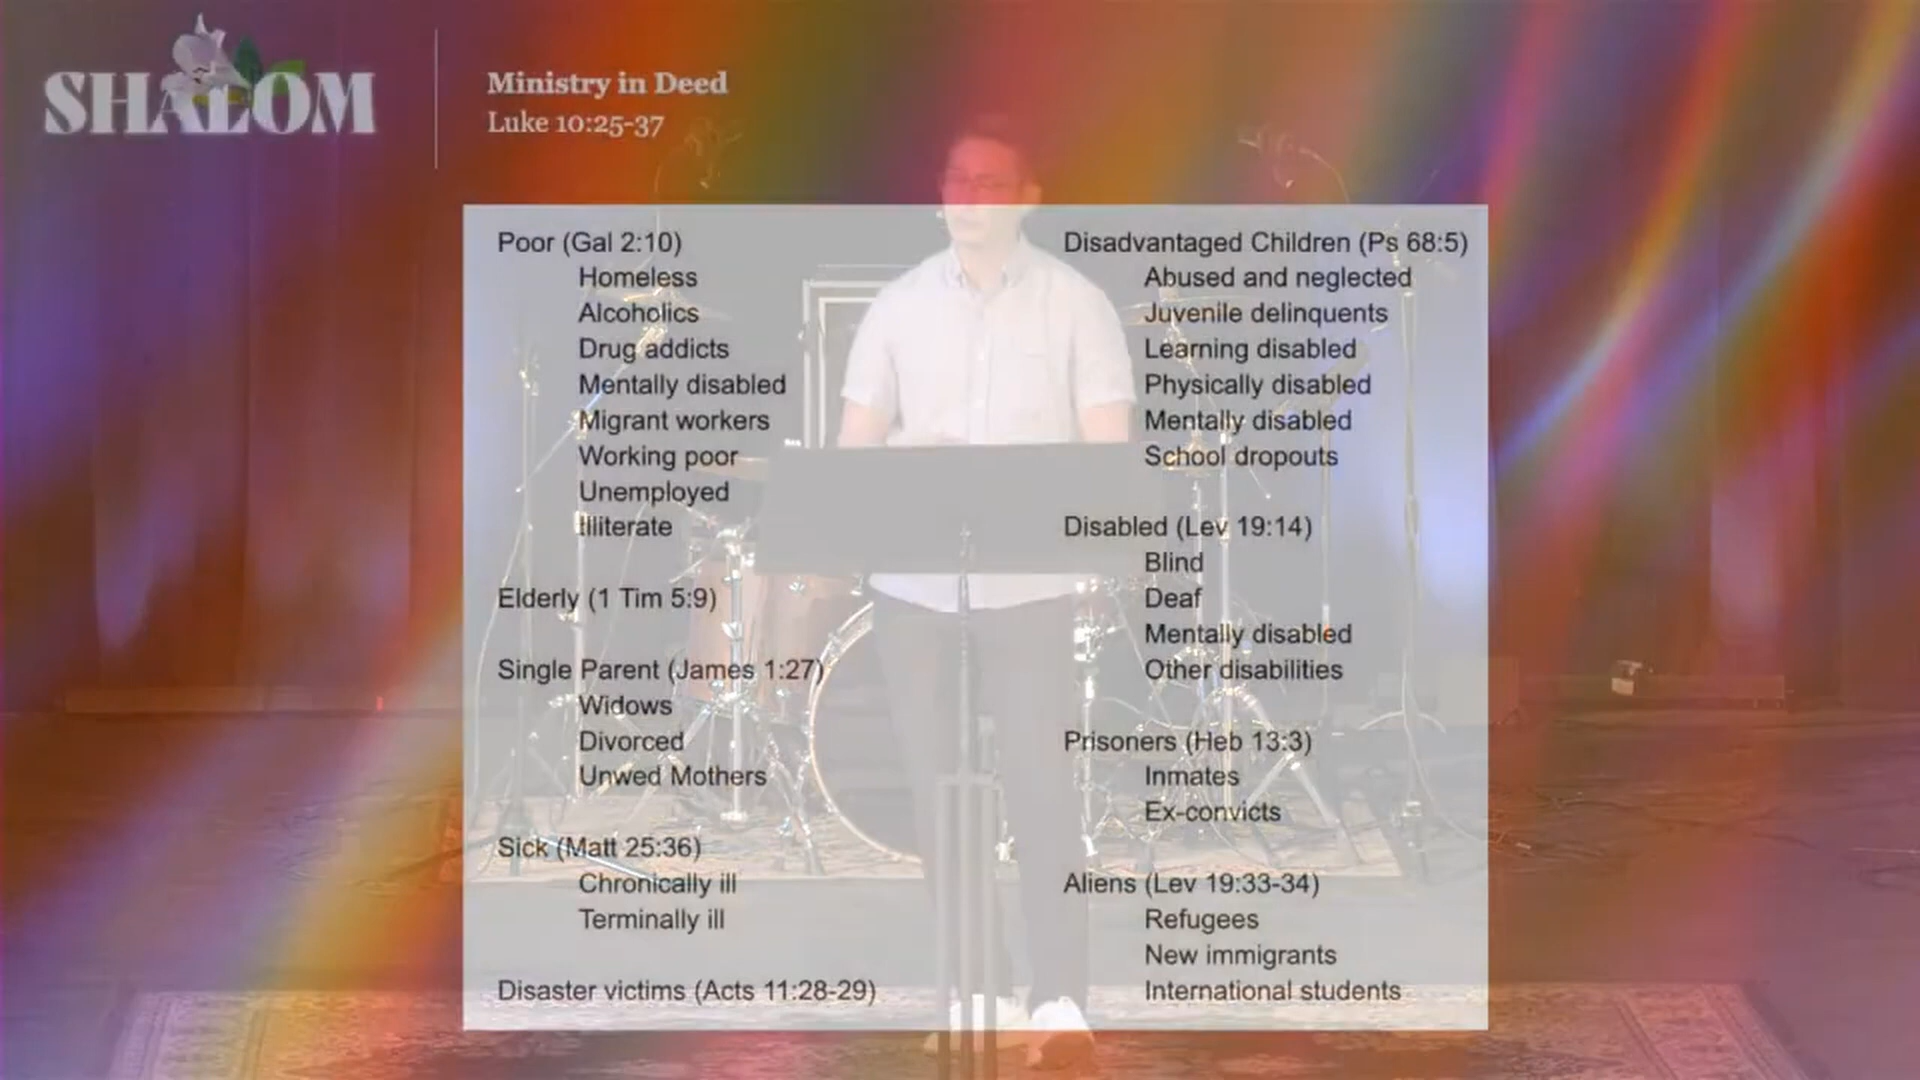 SHALOM
Ministry in Deed
Luke 10:25-37
Poor (Gal 2:10)
Homeless
Alcoholics
Drug addicts
Mentally disabled
Migrant workers
Working poor
Unemployed
Illiterate
Elderly (1 Tim 5:9)
Single Parent (James 1:27)
Widows
Divorced
Unwed Mothers
Sick (Matt 25:36)
Chronically ill
Terminally ill
Disaster victims (Acts 11:28-29)
Disadvantaged Children (Ps 68:5)
Abused and neglected
Juvenile delinquents
Learning disabled
Physically disabled
Mentally disabled
School dropouts
Disabled (Lev 19:14)
Blind
Deaf
Mentally disabled
Other disabilities
Prisoners (Heb 13:3)
Inmates
Ex-convicts
Aliens (Lev 19:33-34)
Refugees
New immigrants
International students